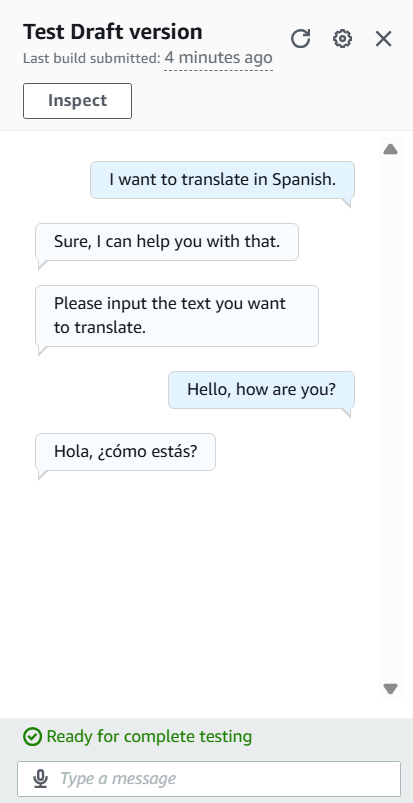 Test Draft version
Last build submitted: 4 minutes ago
Inspect
I want to translate in Spanish.
Sure, I can help you with that.
Please input the text you want
to translate.
Hello, how are you?
Hola, ¿cómo estás?
Ready for complete testing
Type a message